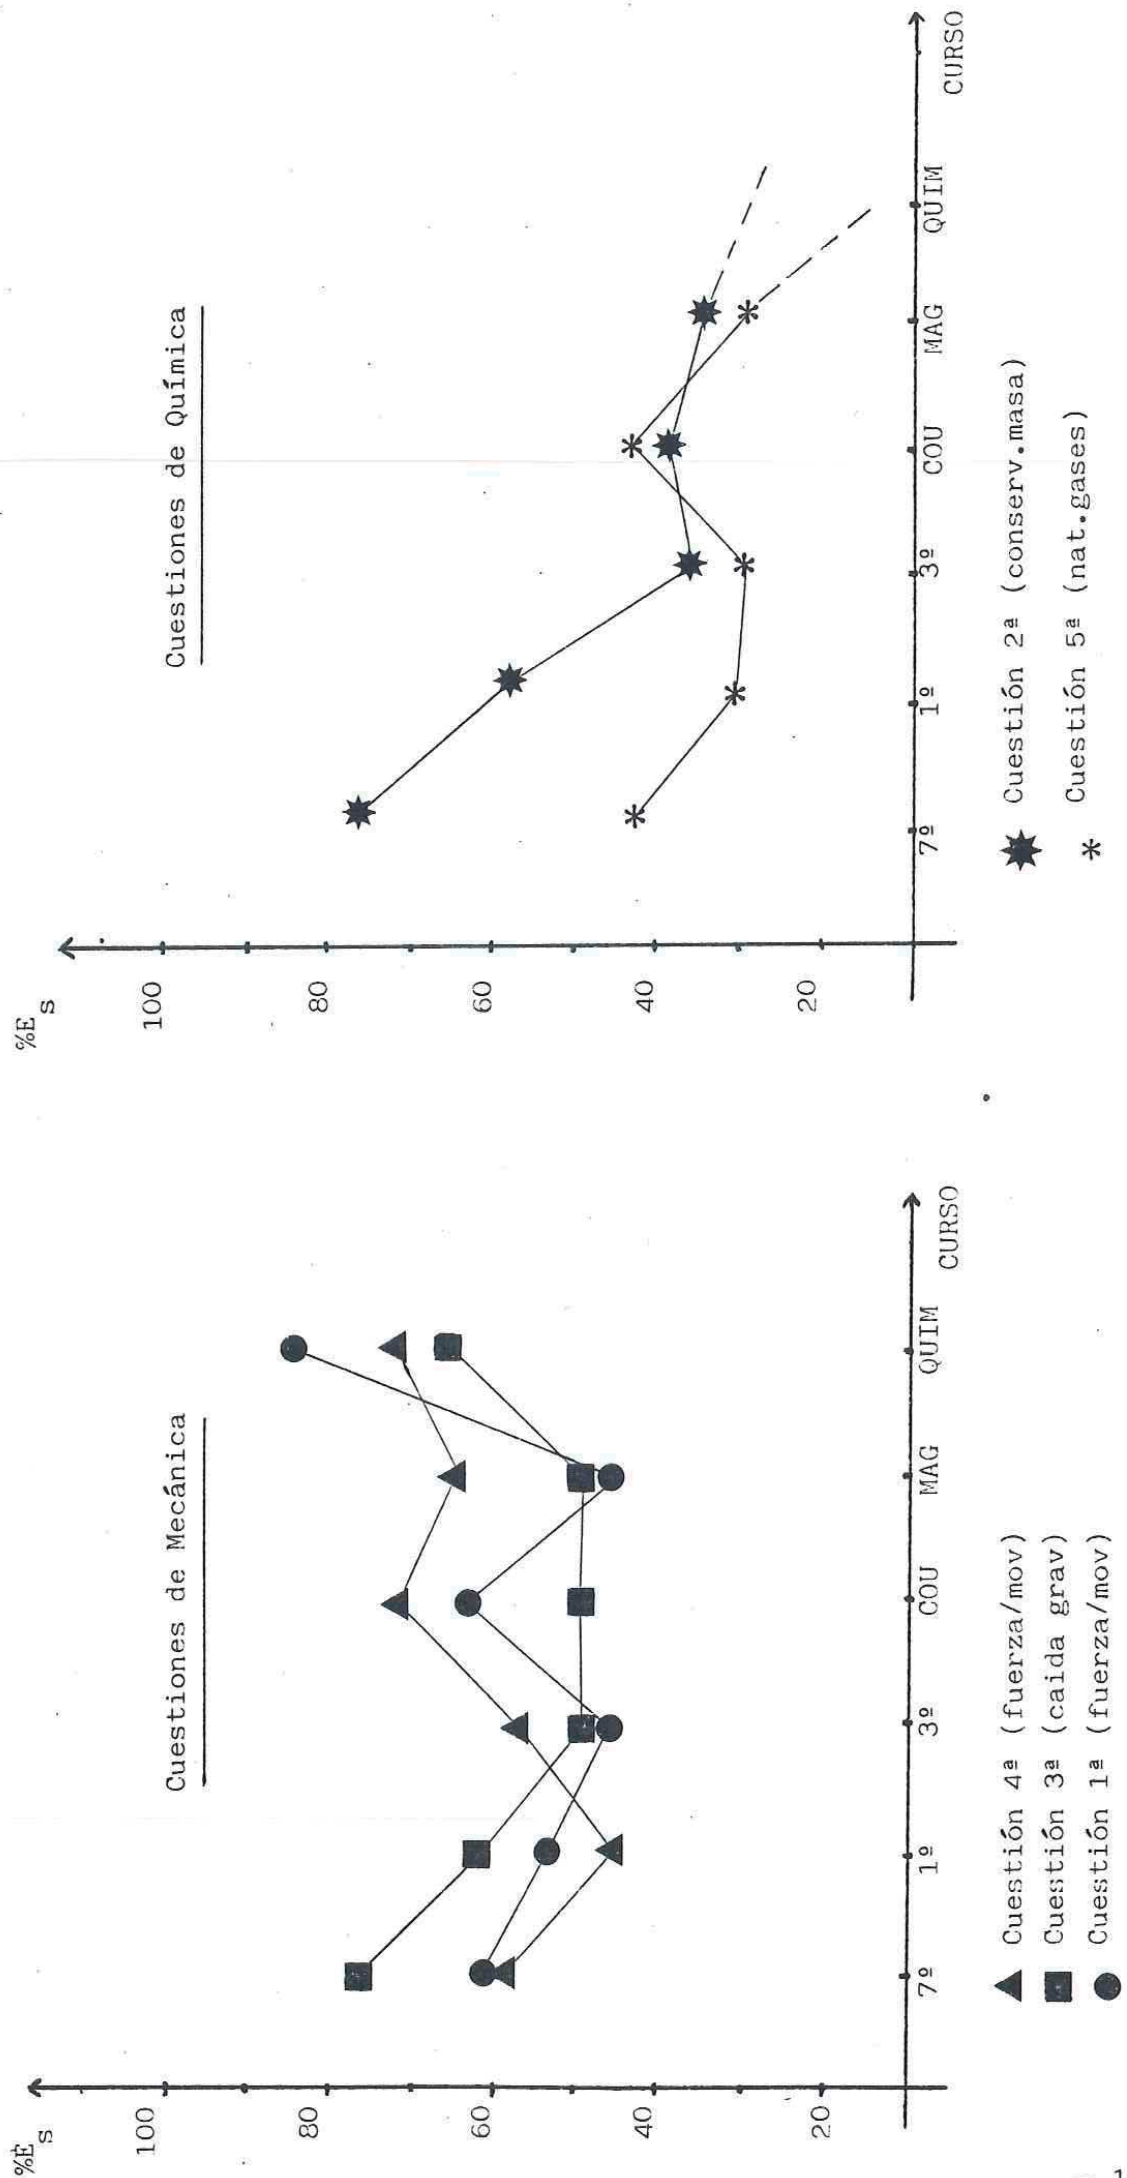 %Es
Cuestiones de Mecánica
100
80
60
40
20
7º 1º 3º COU MAG QUIM
CURSO
Cuestión 4ª (fuerza/mov)
Cuestión 3ª (caida grav)
Cuestión 1ª (fuerza/mov)
%Es
Cuestiones de Química
100
80
60
40
20
7º 1º 3º COU MAG QUIM
CURSO
Cuestión 2ª (conserv.masa)
Cuestión 5ª (nat.gases)